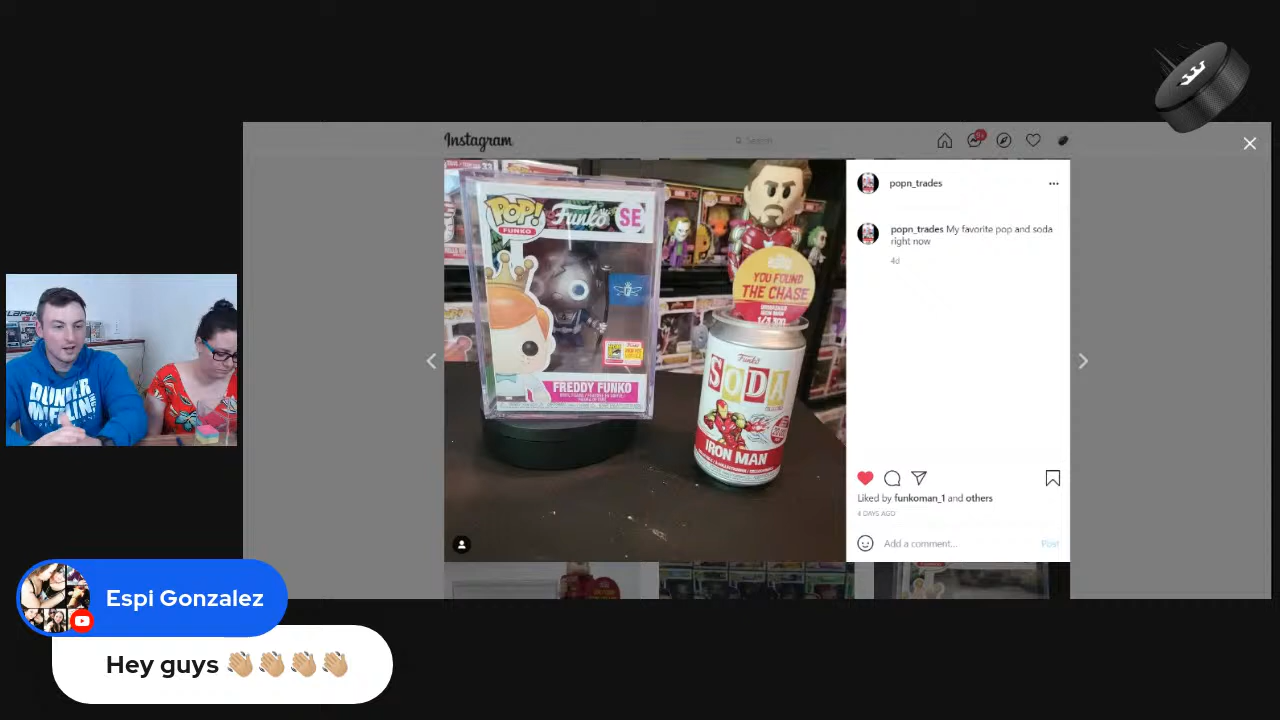 Instagram
Search
popn_trades
popn_trades My favorite pop and soda
right now
4d
POP!
FUNKO
Funko
SE
FREDDY FUNKO
YOU FOUND
THE CHASE
Funko
SODA
IRON MAN
DUNDER
MIFFLIN
Liked by funkoman_1 and others
4 DAYS AGO
Add a comment...
Post
Espi Gonzalez
Hey guys 👋🏼👋🏼👋🏼👋🏼